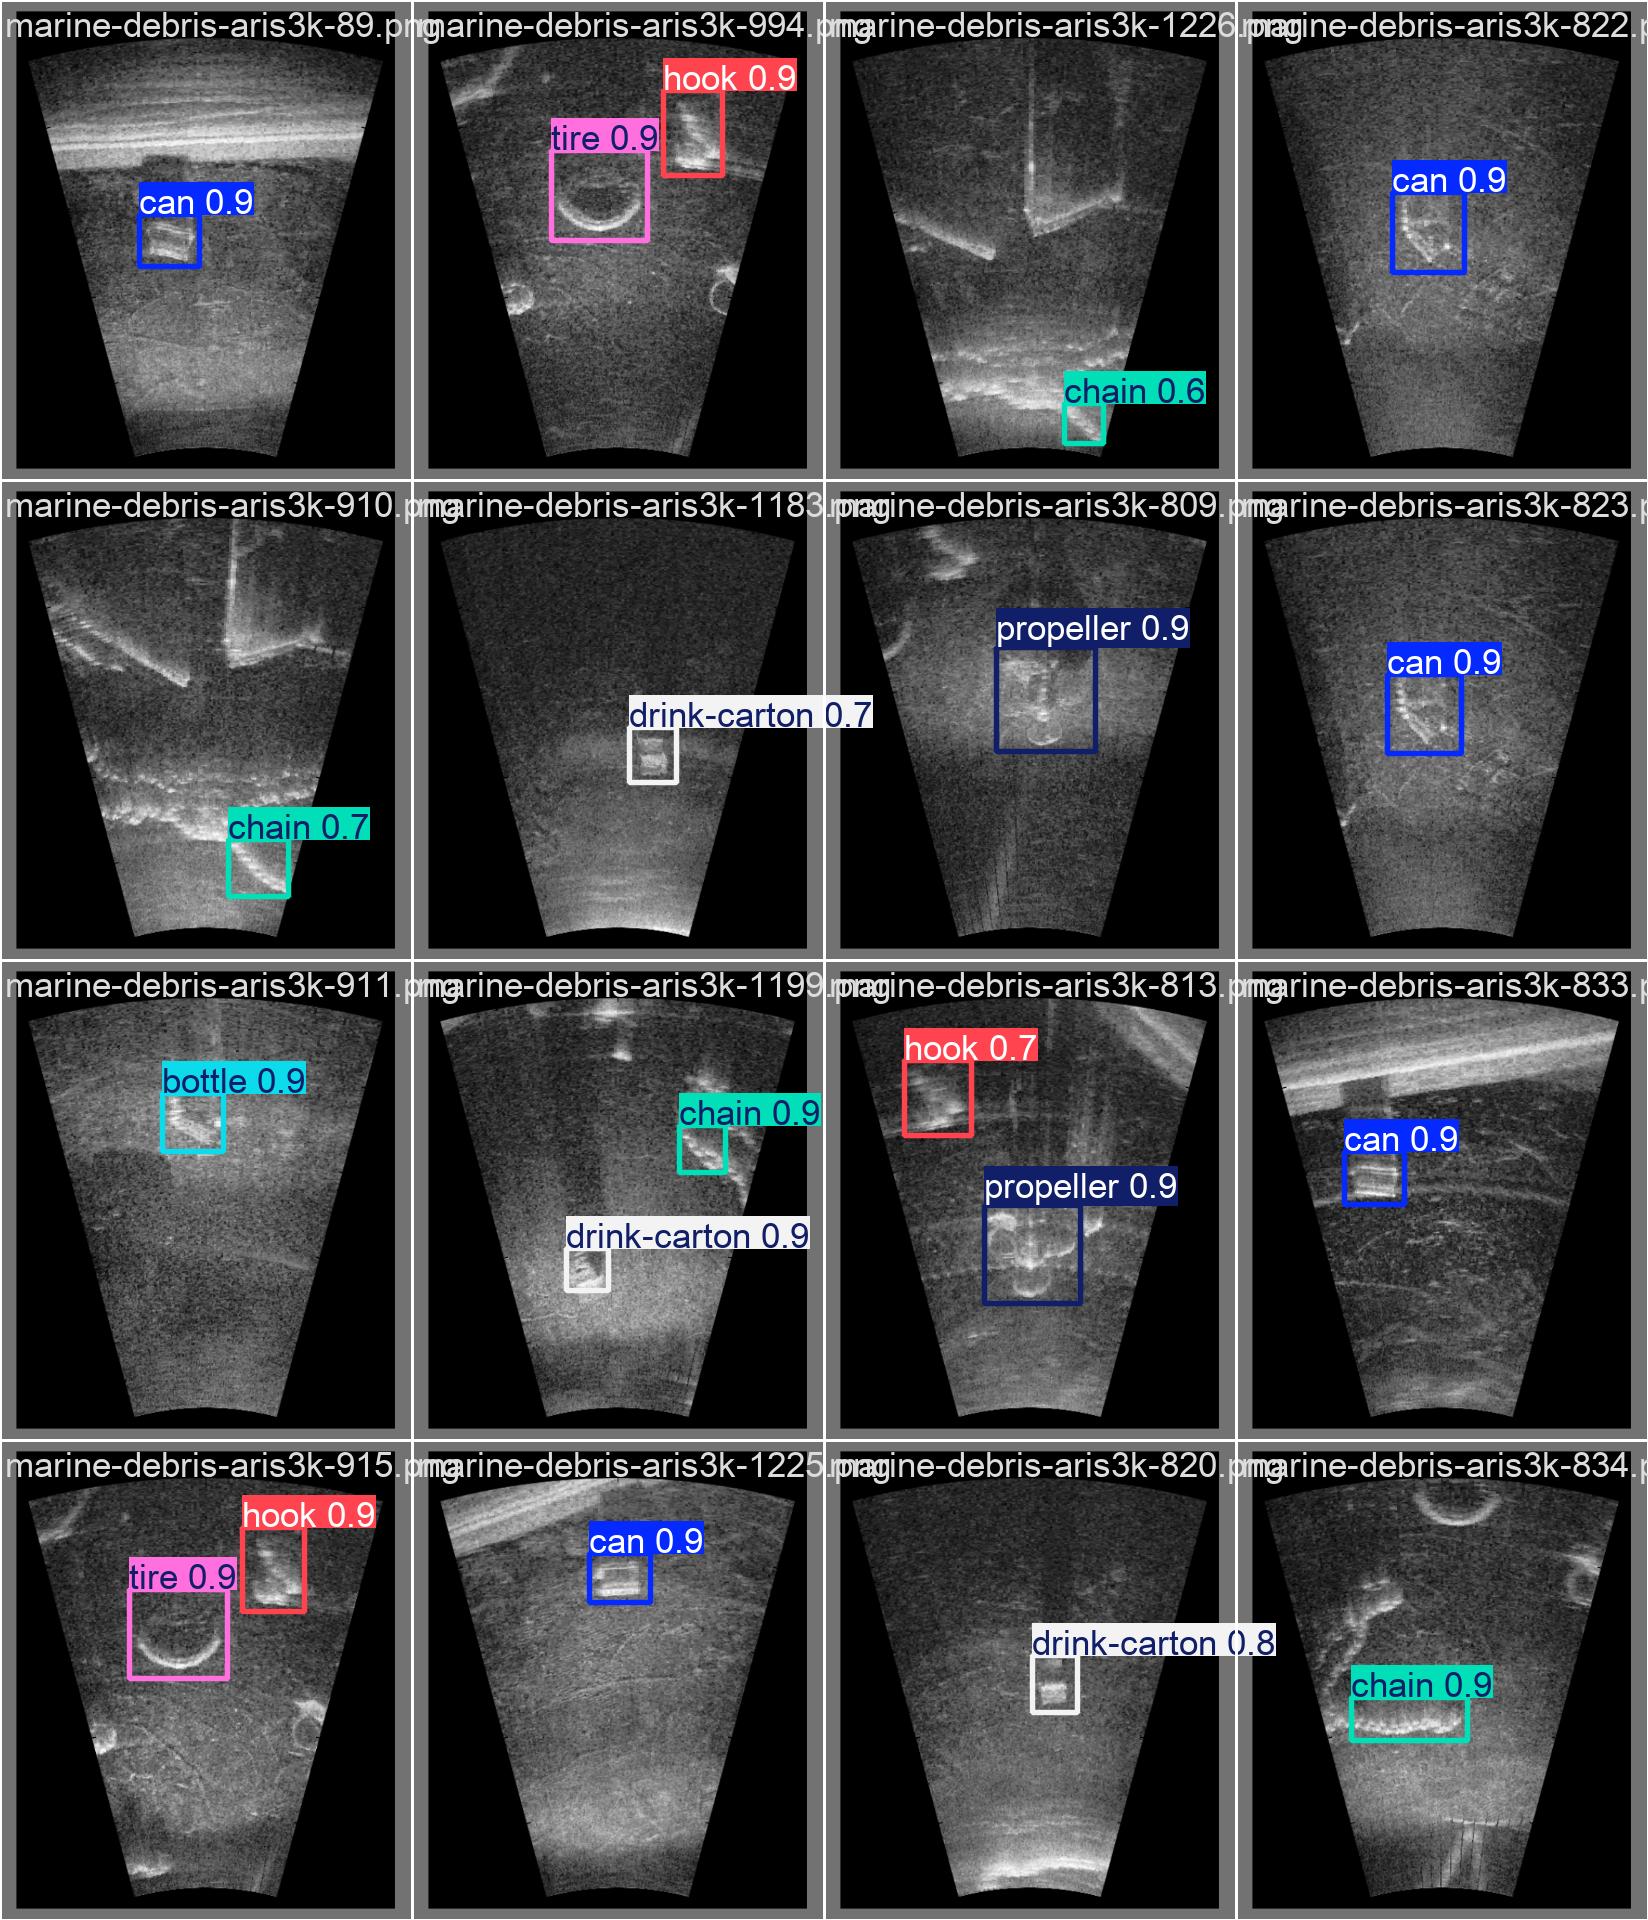 marine-debris-aris3k-89.png
marine-debris-aris3k-994.png
marine-debris-aris3k-1226.png
marine-debris-aris3k-822.p
can 0.9
hook 0.9
tire 0.9
chain 0.6
can 0.9
marine-debris-aris3k-910.png
marine-debris-aris3k-1183.png
marine-debris-aris3k-809.png
marine-debris-aris3k-823.p
chain 0.7
drink-carton 0.7
propeller 0.9
can 0.9
marine-debris-aris3k-911.png
marine-debris-aris3k-1199.png
marine-debris-aris3k-813.png
marine-debris-aris3k-833.p
bottle 0.9
chain 0.9
drink-carton 0.9
hook 0.7
propeller 0.9
can 0.9
marine-debris-aris3k-915.png
marine-debris-aris3k-1225.png
marine-debris-aris3k-820.png
marine-debris-aris3k-834.p
hook 0.9
tire 0.9
can 0.9
drink-carton 0.8
chain 0.9